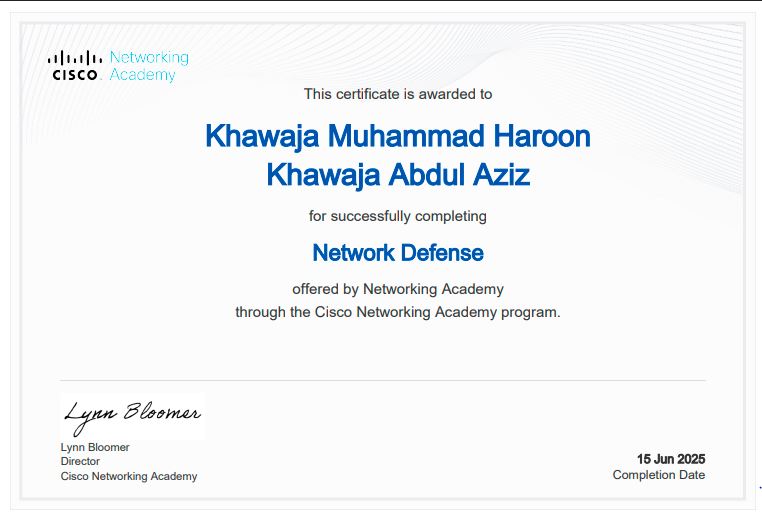 Networking
CISCO. Academy
This certificate is awarded to
Khawaja Muhammad Haroon
Khawaja Abdul Aziz
for successfully completing
Network Defense
offered by Networking Academy
through the Cisco Networking Academy program.
Lynn Bloomer
Lynn Bloomer
Director
Cisco Networking Academy
15 Jun 2025
Completion Date